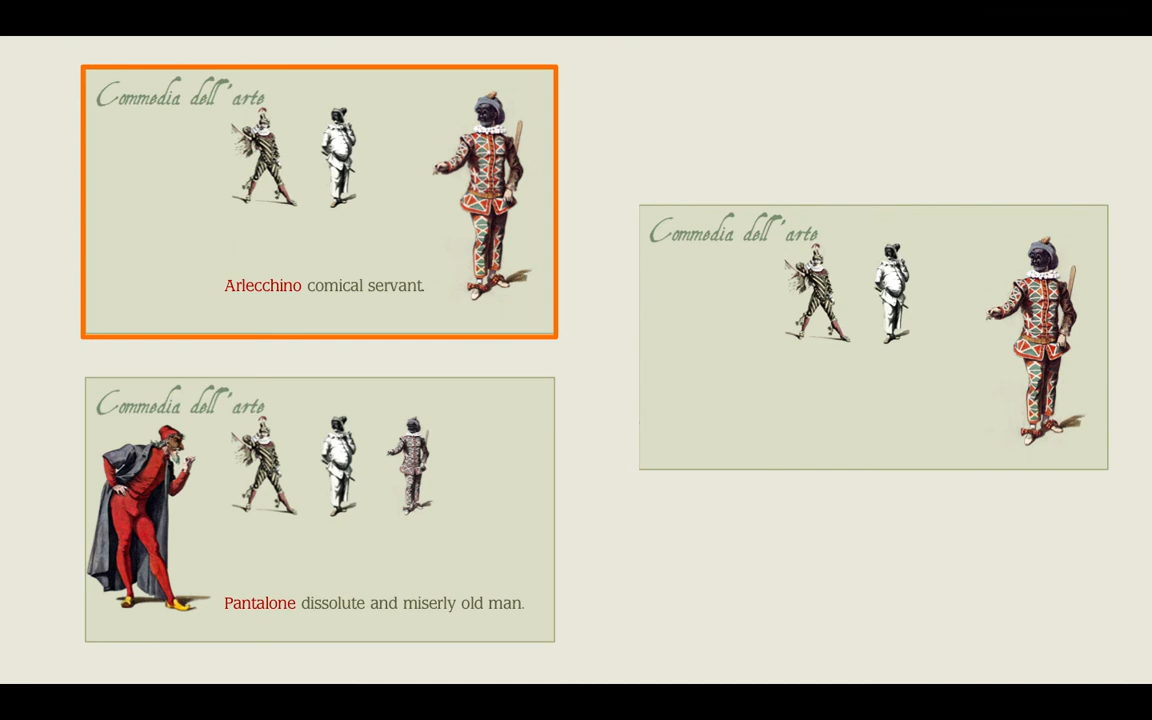 Commedia dell'arte
Arlecchino comical servant.
Commedia dell'arte
Pantalone dissolute and miserly old man.
Commedia dell'arte